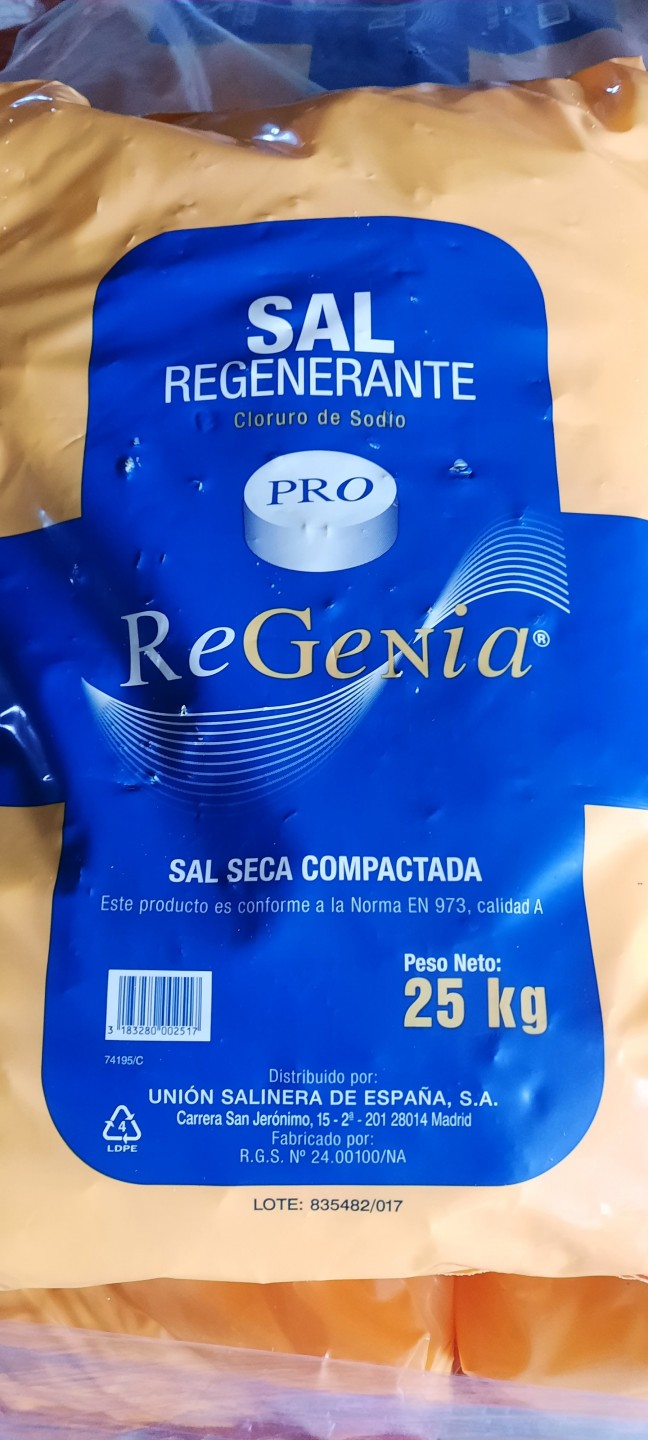 SAL
REGENERANTE
Cloruro de Sodio
PRO
ReGenia®
SAL SECA COMPACTADA
Este producto es conforme a la Norma EN 973, calidad A
Peso Neto:
25 kg
3 183280 002517
74195/C
Distribuido por:
UNIÓN SALINERA DE ESPAÑA, S.A.
Carrera San Jerónimo, 15 - 2ª - 201 28014 Madrid
4
LDPE
Fabricado por:
R.G.S. Nº 24.00100/NA
LOTE: 835482/017